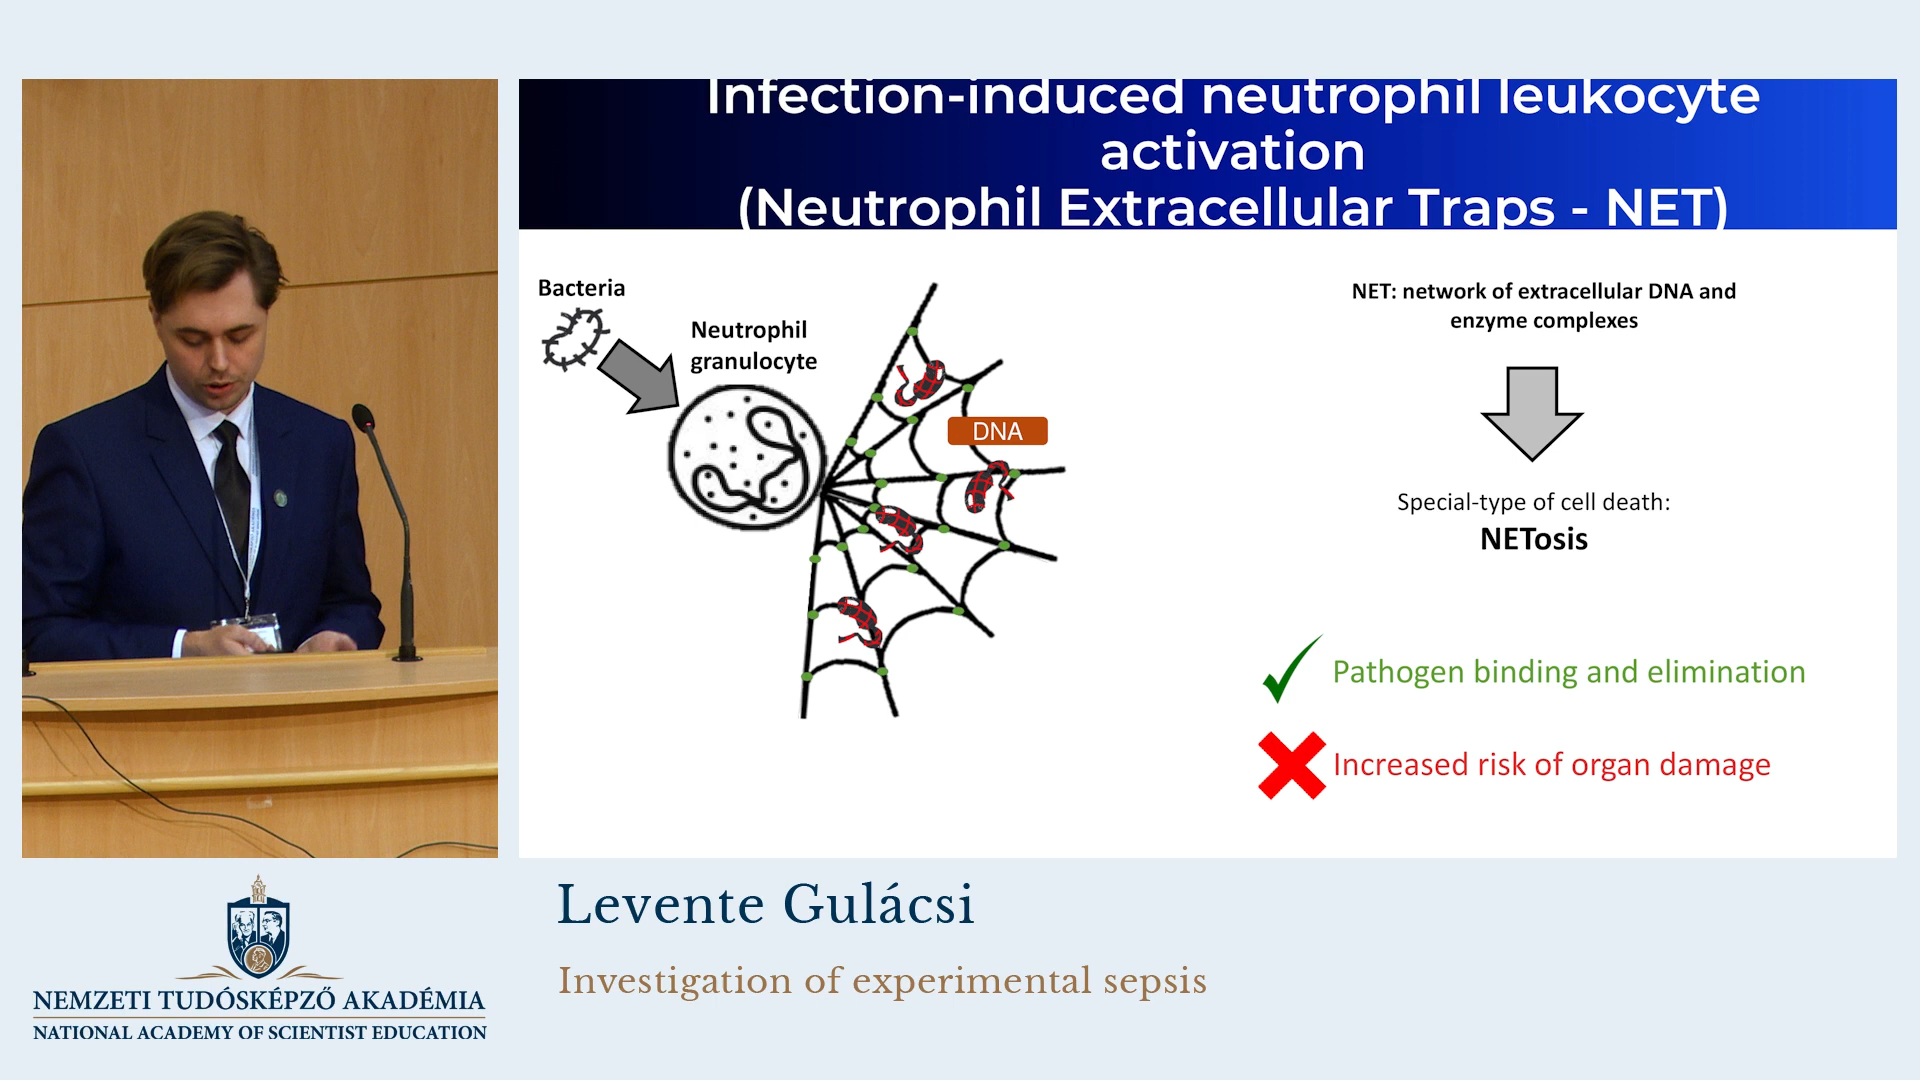 Infection-induced neutrophil leukocyte
activation
(Neutrophil Extracellular Traps - NET)
Bacteria
Neutrophil
granulocyte
DNA
NET: network of extracellular DNA and
enzyme complexes
Special-type of cell death:
NETosis
Pathogen binding and elimination
Increased risk of organ damage
Levente Gulácsi
Investigation of experimental sepsis
NEMZETI TUDÓSKÉPZŐ AKADÉMIA
NATIONAL ACADEMY OF SCIENTIST EDUCATION